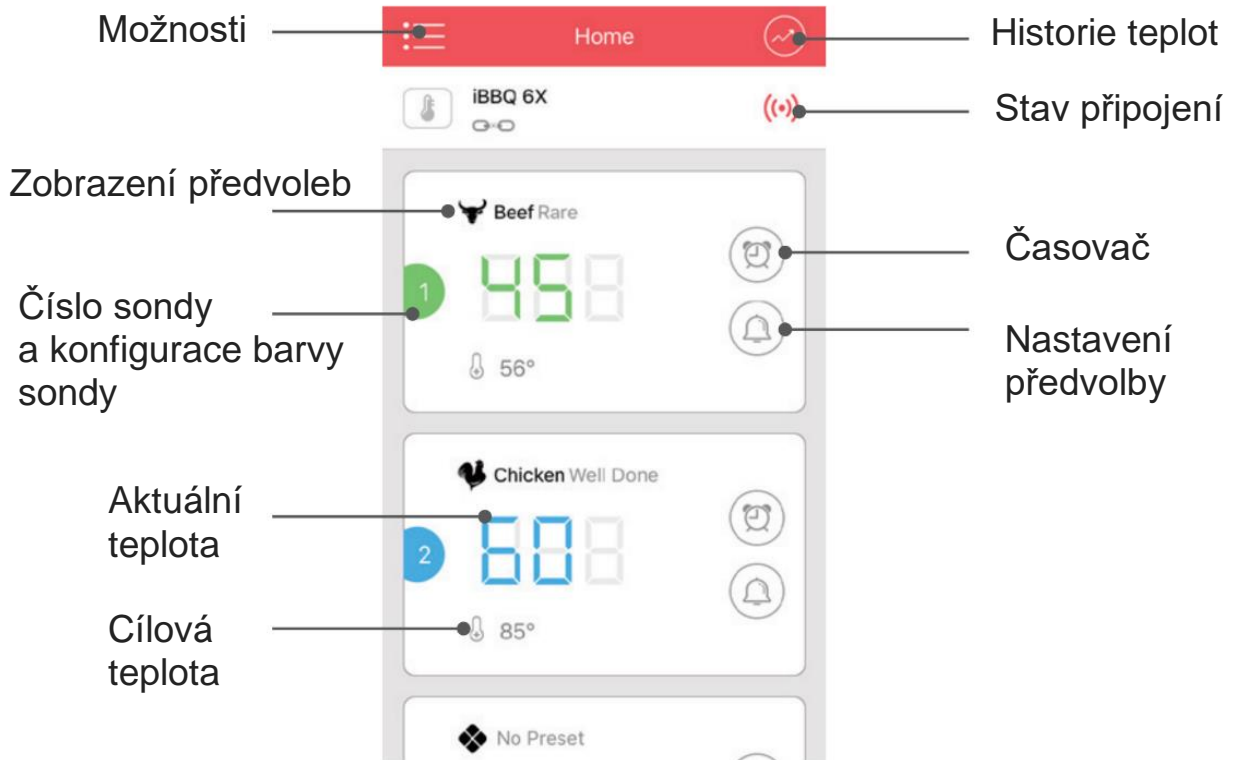 Možnosti
Home
Historie teplot
iBBQ 6X
Stav připojení
Zobrazení předvoleb
Beef Rare
Časovač
1
45
Číslo sondy
a konfigurace barvy
sondy
Nastavení
předvolby
56°
Chicken Well Done
Aktuální
teplota
60
2
Cílová
teplota
85°
No Preset